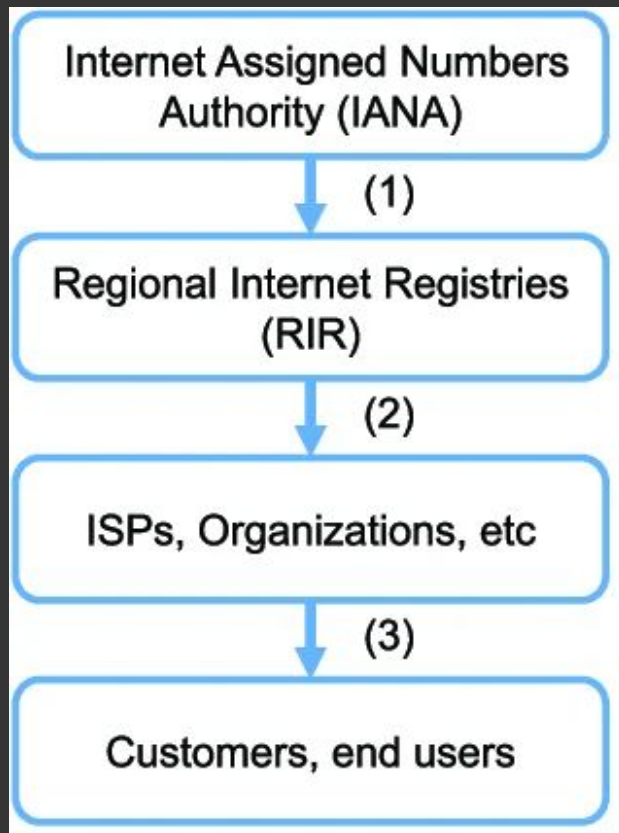 Internet Assigned Numbers
Authority (IANA)
(1)
Regional Internet Registries
(RIR)
(2)
ISPs, Organizations, etc
(3)
Customers, end users